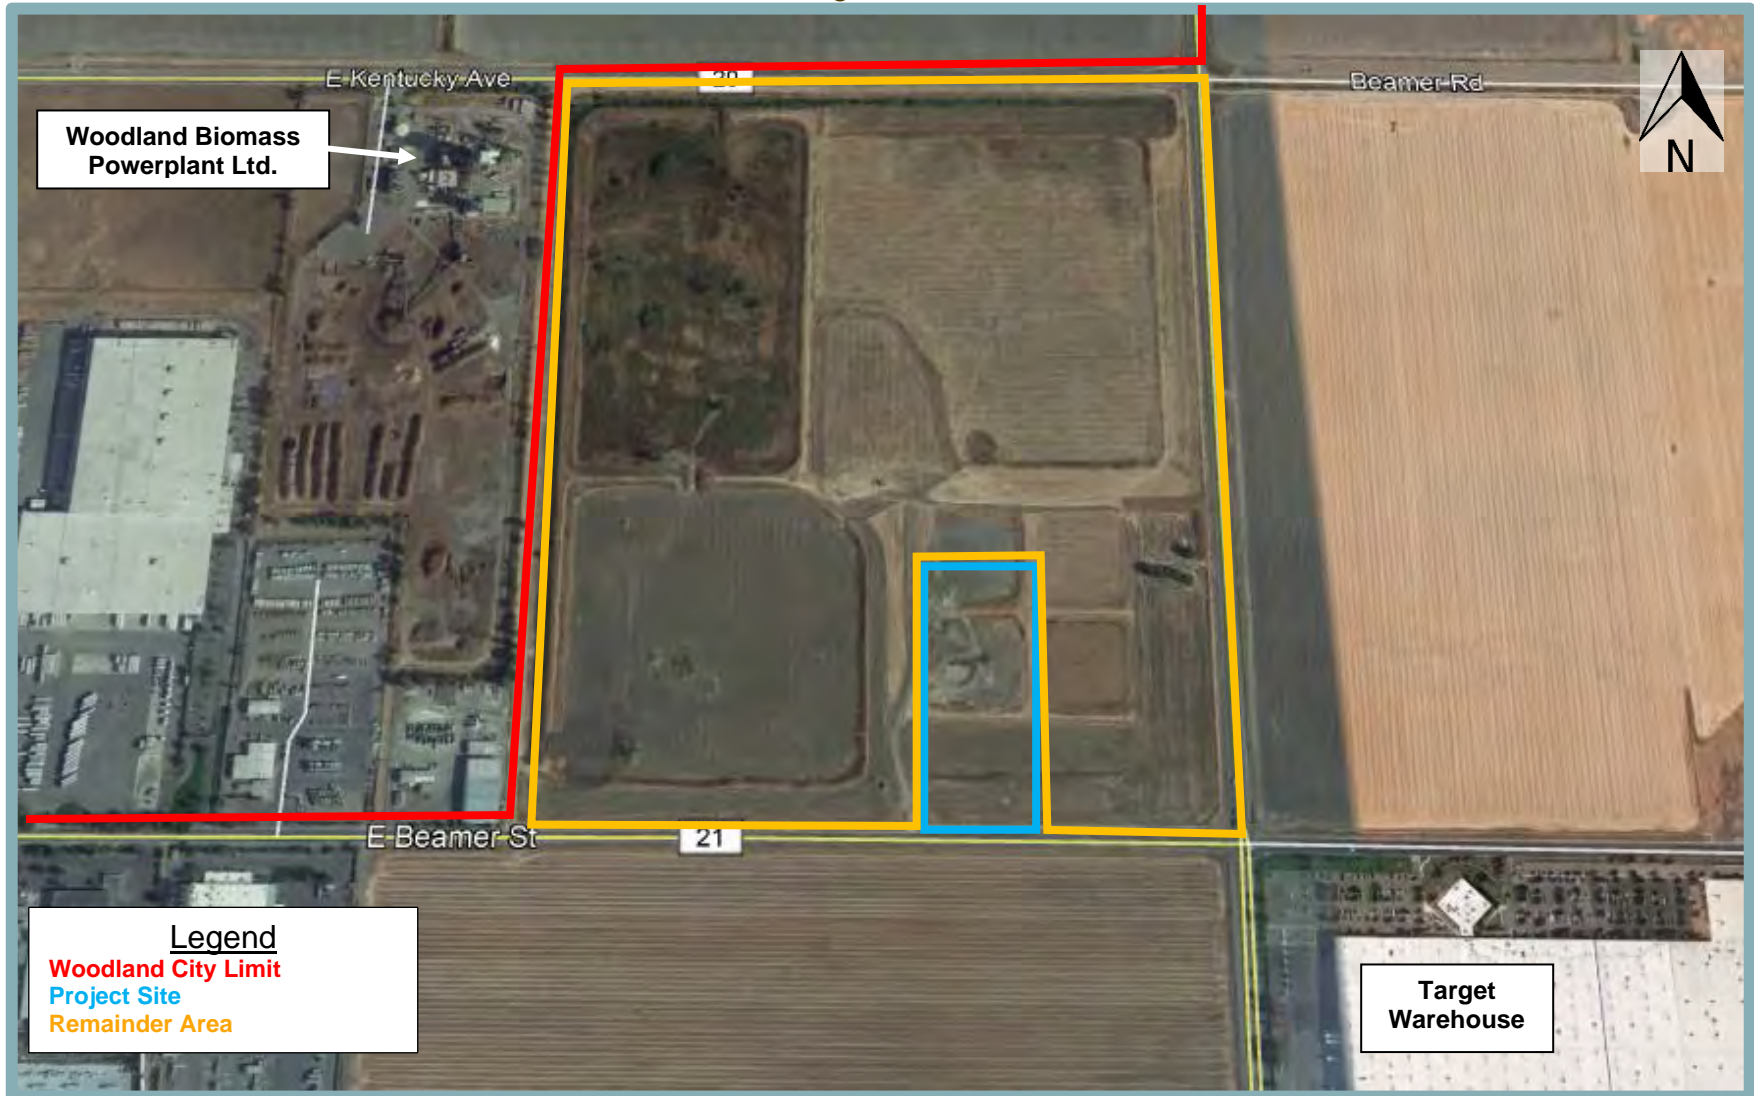 E Kentucky Ave
20
Beamer Rd
Woodland Biomass
Powerplant Ltd.
N
E Beamer St
21
Legend
Woodland City Limit
Project Site
Remainder Area
Target
Warehouse